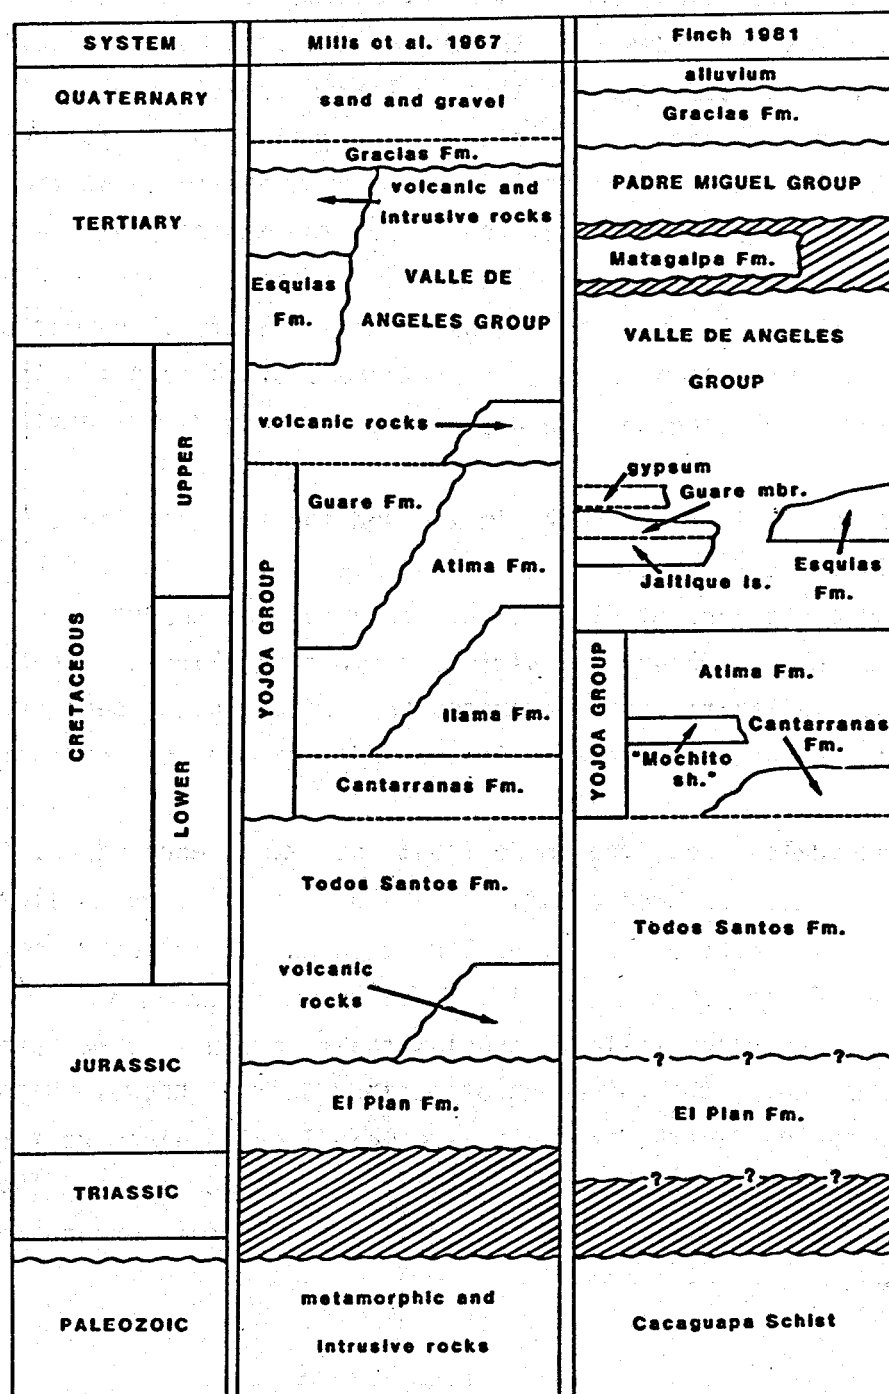 SYSTEM
QUATERNARY
TERTIARY
CRETACEOUS
UPPER
LOWER
JURASSIC
TRIASSIC
PALEOZOIC
Mills et al. 1967
sand and gravel
Gracias Fm.
volcanic and
intrusive rocks
Esquias
Fm.
VALLE DE
ANGELES GROUP
volcanic rocks
YOJOA GROUP
Guare Fm.
Atima Fm.
Ilama Fm.
Cantarranas Fm.
Todos Santos Fm.
volcanic
rocks
El Plan Fm.
metamorphic and
intrusive rocks
Finch 1981
alluvium
Gracias Fm.
PADRE MIGUEL GROUP
Matagalpa Fm.
VALLE DE ANGELES
GROUP
gypsum
Guare mbr.
Jaitique ls.
Esquias
Fm.
YOJOA GROUP
Atima Fm.
Cantarranas
Fm.
"Mochito
sh."
Todos Santos Fm.
? ? ?
El Plan Fm.
? ? ?
Cacaguapa Schist